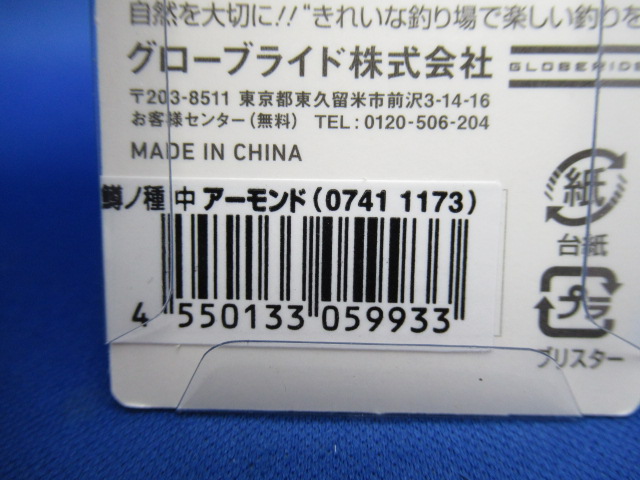 自然を大切に!! "きれいな釣り場で楽しい釣りを
グローブライド株式会社
GLOBERIDE
〒203-8511 東京都東久留米市前沢3-14-16
お客様センター(無料) TEL:0120-506-204
MADE IN CHINA
鱒ノ種 中 アーモンド(0741 1173)
4 550133 059933
紙
台紙
プラ
ブリスター